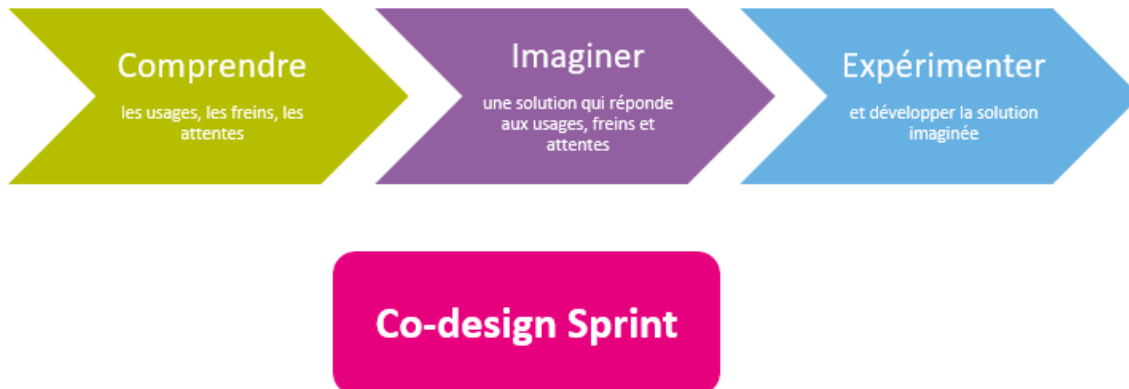 Comprendre
les usages, les freins, les
attentes
Imaginer
une solution qui réponde
aux usages, freins et
attentes
Expérimenter
et développer la solution
imaginée
Co-design Sprint